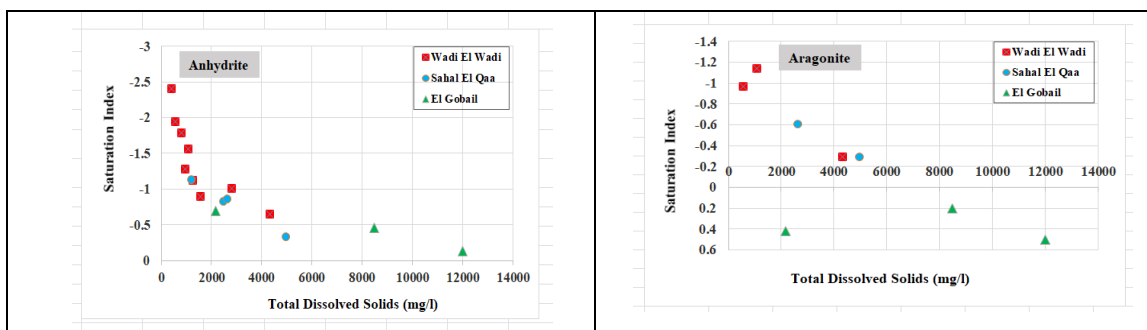 Anhydrite
Wadi El Wadi
Sahal El Qaa
El Gobail
Saturation Index
-3
-2.5
-2
-1.5
-1
-0.5
0
0 2000 4000 6000 8000 10000 12000 14000
Total Dissolved Solids (mg/l)
Aragonite
Wadi El Wadi
Sahal El Qaa
El Gobail
Saturation Index
-1.4
-1.2
-1
-0.8
-0.6
-0.4
-0.2
0
0.2
0.4
0.6
0 2000 4000 6000 8000 10000 12000 14000
Total Dissolved Solids (mg/l)